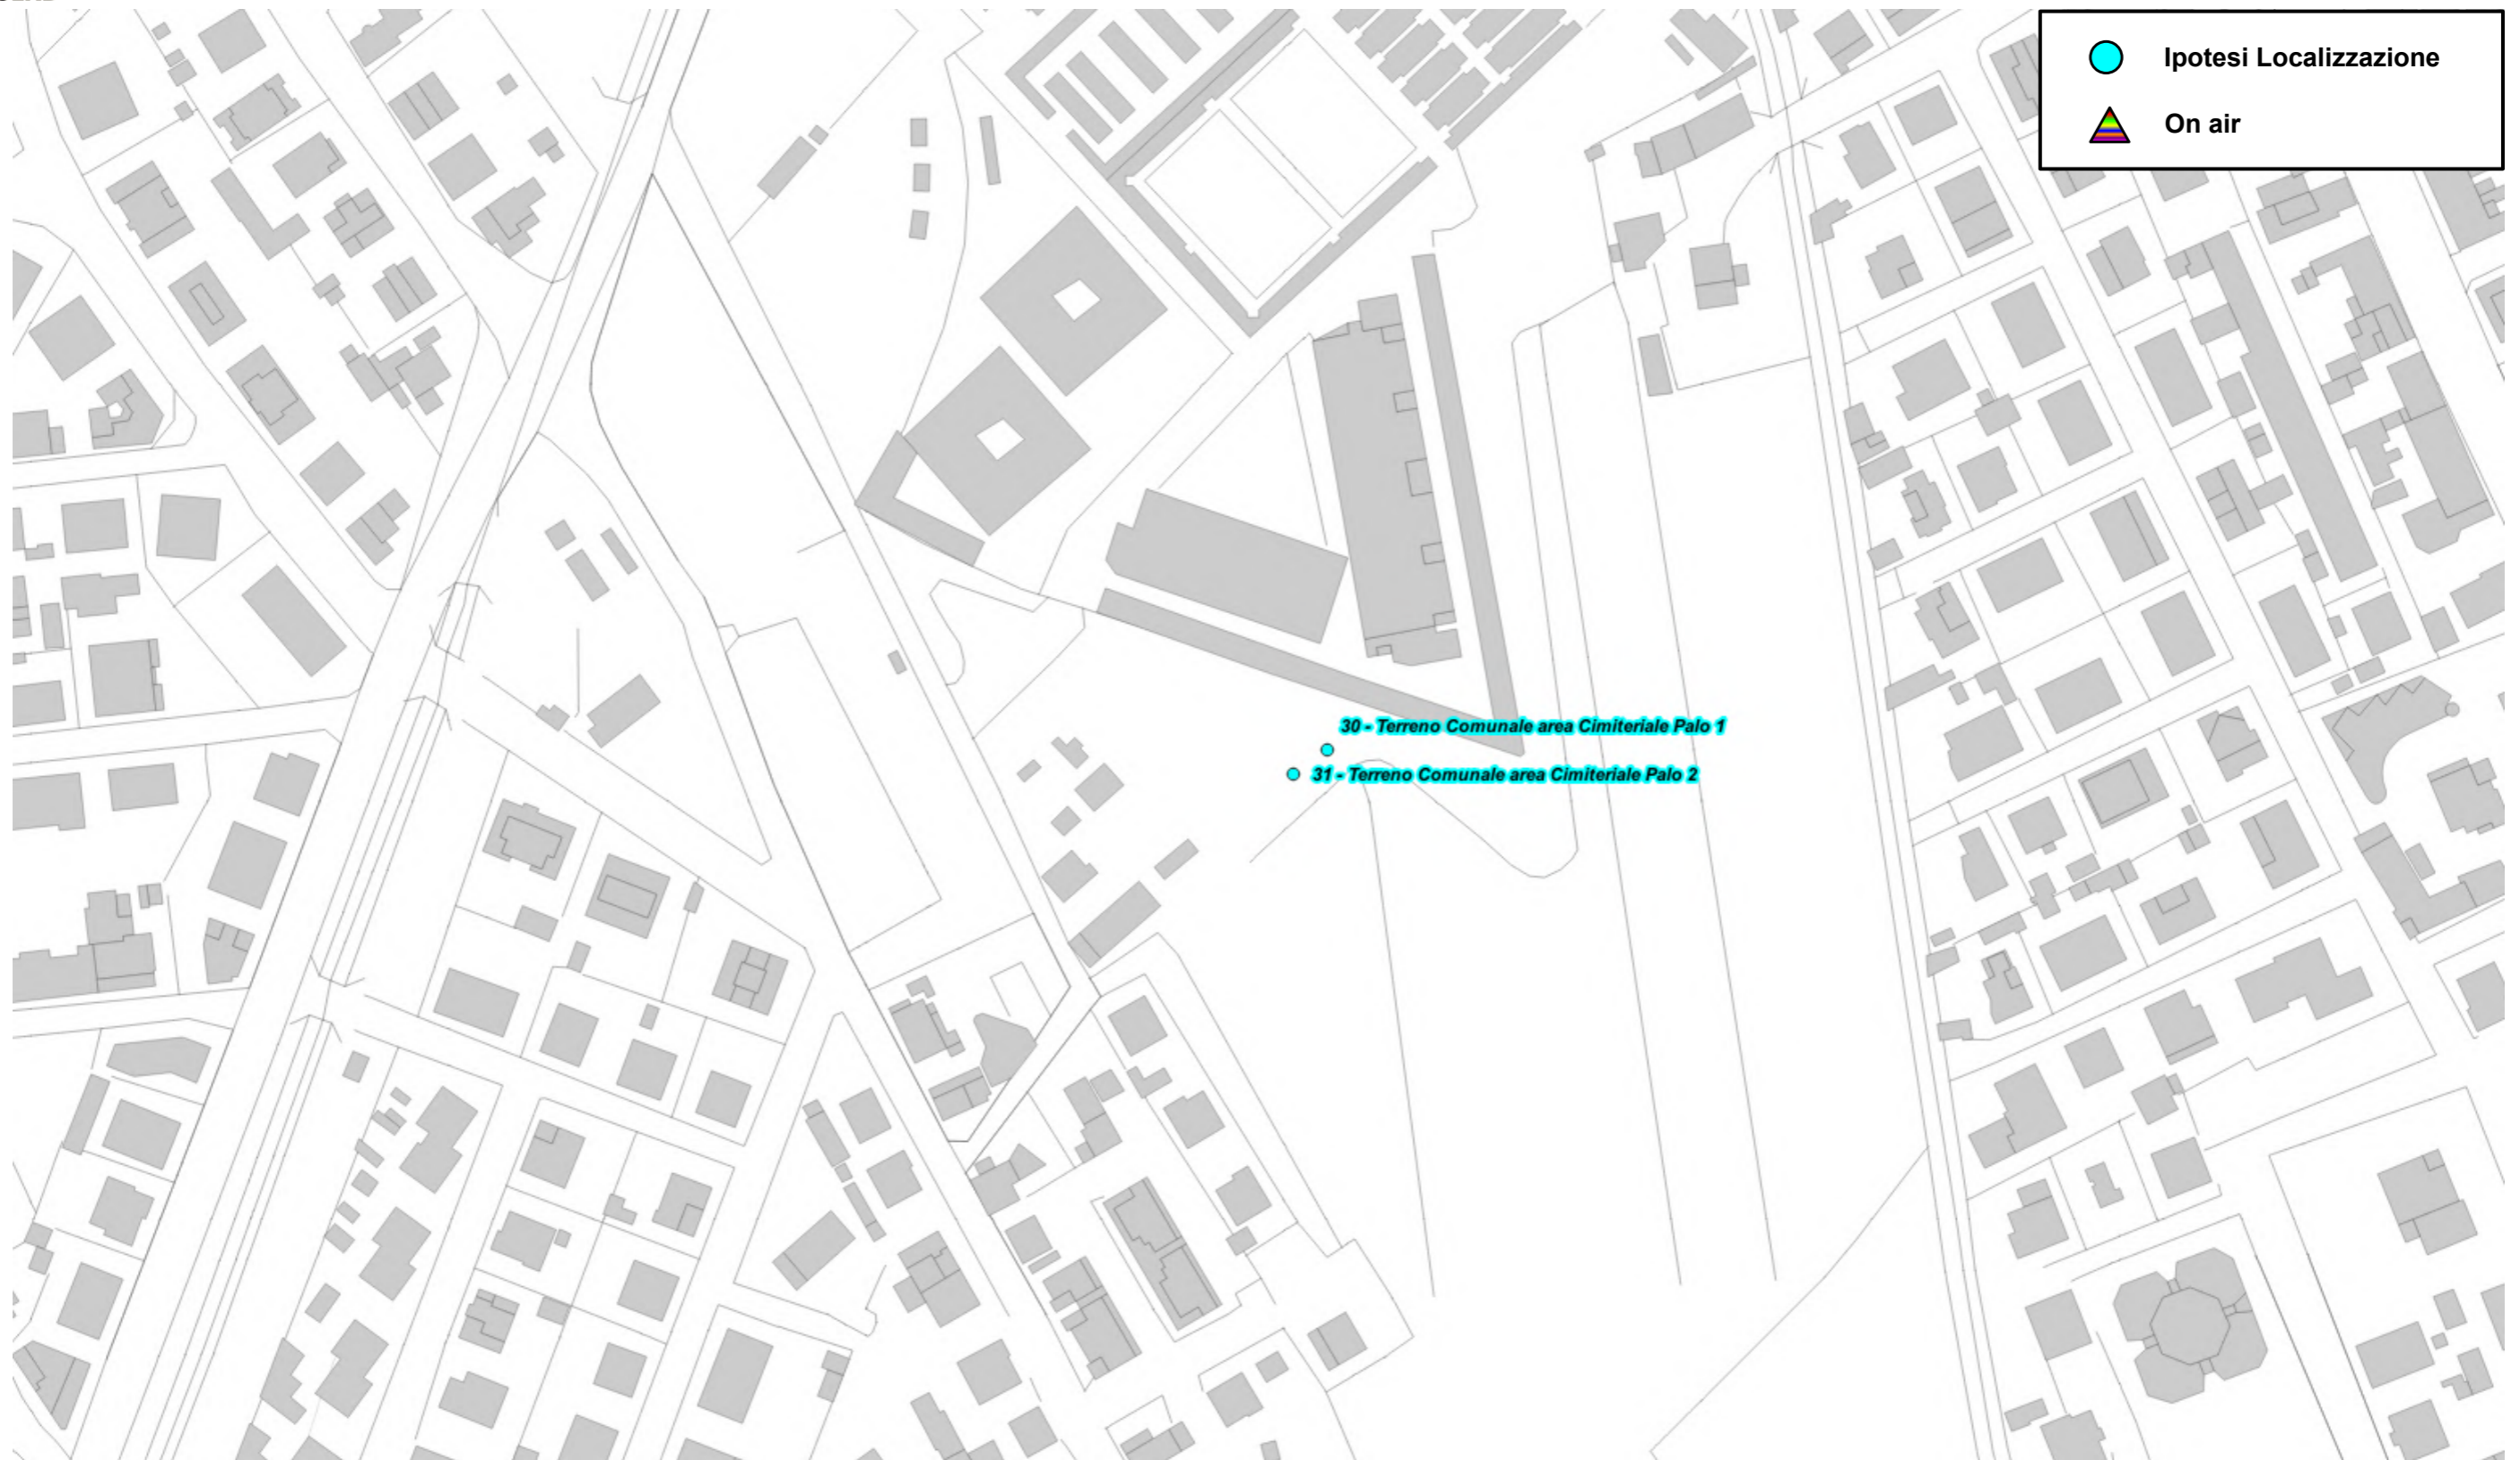 Ipotesi Localizzazione
On air
30 - Terreno Comunale area Cimiteriale Palo 1
31 - Terreno Comunale area Cimiteriale Palo 2